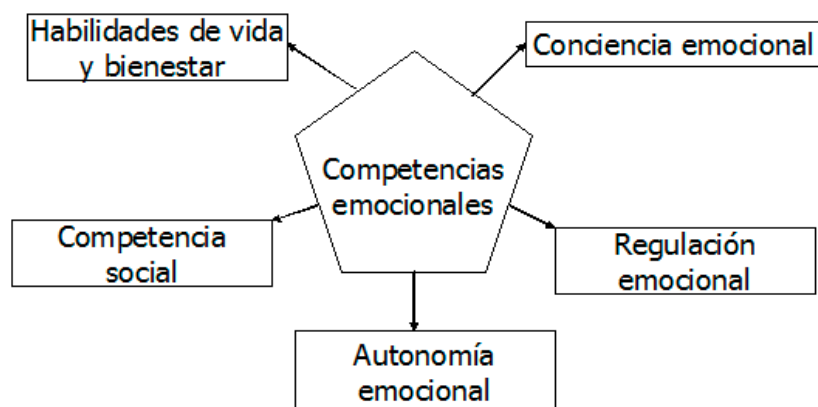 Habilidades de vida
y bienestar
Conciencia emocional
Competencias
emocionales
Competencia
social
Regulación
emocional
Autonomía
emocional